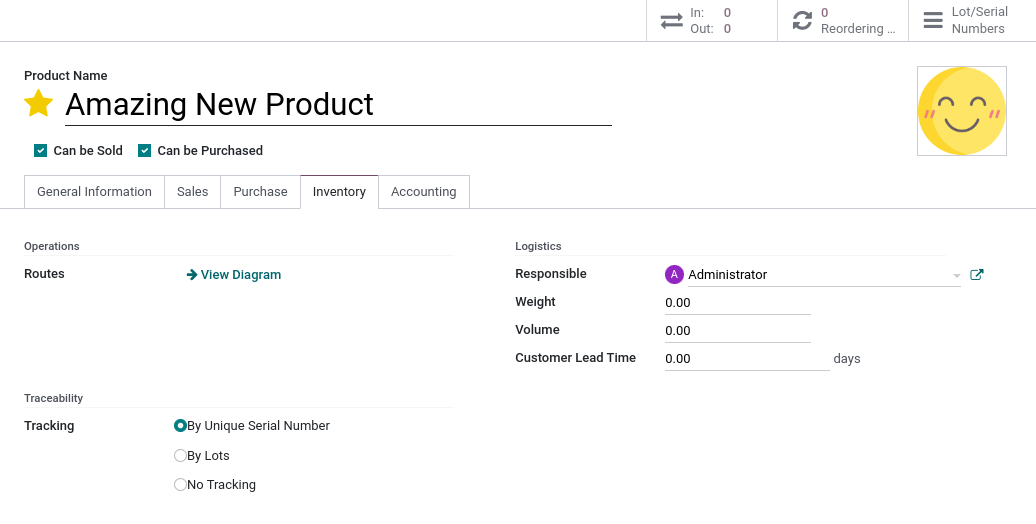 In: 0
Out: 0
0
Reordering ...
Lot/Serial
Numbers
Product Name
Amazing New Product
Can be Sold Can be Purchased
General Information Sales Purchase Inventory Accounting
Operations
Routes View Diagram
Logistics
Responsible A Administrator
Weight 0.00
Volume 0.00
Customer Lead Time 0.00 days
Traceability
Tracking By Unique Serial Number
By Lots
No Tracking